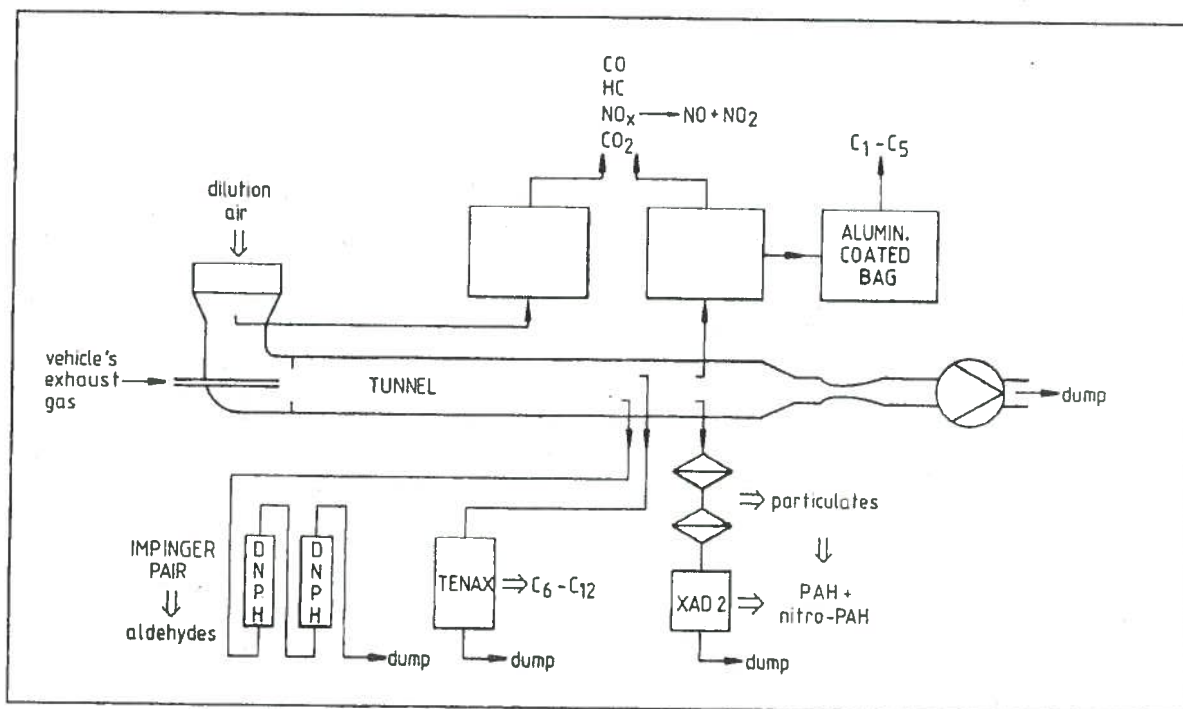 CO
HC
NOx → NO + NO2
CO2
C1 - C5
dilution
air
ALUMIN.
COATED
BAG
vehicle's
exhaust
gas
TUNNEL
dump
particulates
IMPINGER
PAIR
aldehydes
DNPH
DNPH
dump
TENAX
C6 - C12
dump
XAD 2
PAH +
nitro-PAH
dump